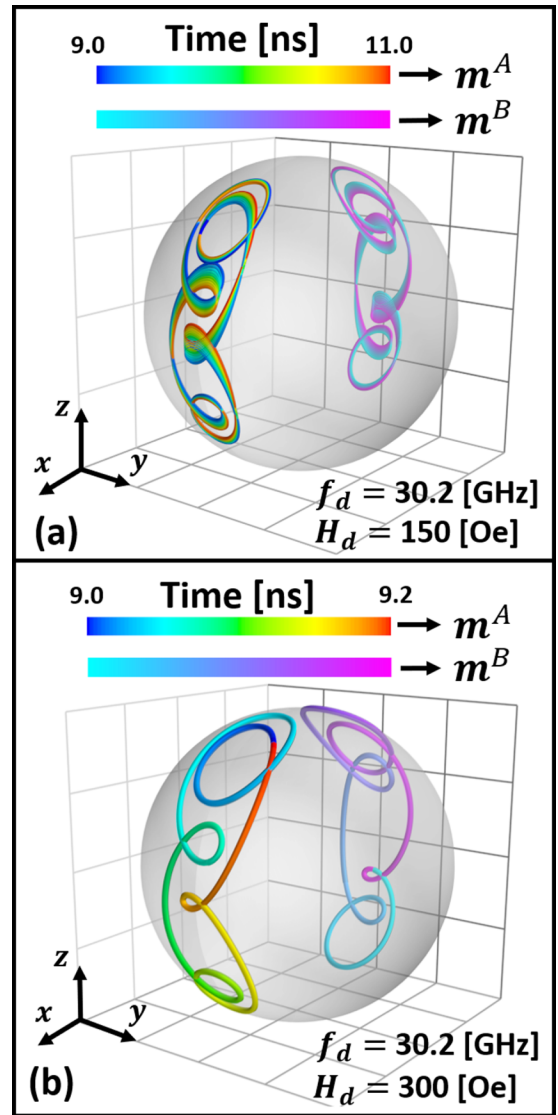 Time [ns]
9.0 11.0
m^A
m^B
z
x y
f_d = 30.2 [GHz]
H_d = 150 [Oe]
(a)
Time [ns]
9.0 9.2
m^A
m^B
z
x y
f_d = 30.2 [GHz]
H_d = 300 [Oe]
(b)